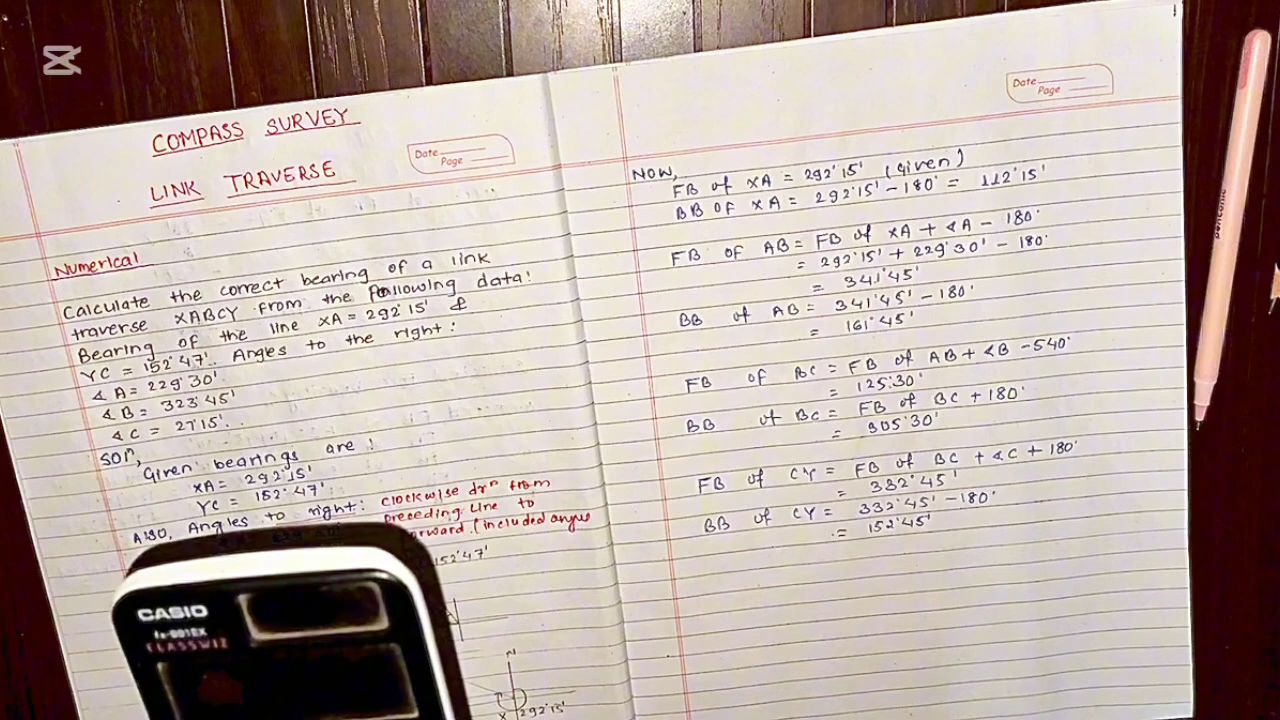 COMPASS SURVEY
LINK TRAVERSE
Date
Page
Numerical
Calculate the correct bearing of a link
traverse XABCY from the following data!
Bearing of the line XA = 292°15' &
YC = 152°47'. Angles to the right:
∠A = 229°30'
∠B = 323°45'
∠C = 27°15'.
Solⁿ,
Given bearings are!
XA = 292°15'
YC = 152°47'
Also, Angles to right: clockwise drⁿ from
preceding line to
forward. (included angle
152°47'
N
X 292°15'
CASIO
fx-991EX
CLASSWIZ
Date
Page
NOW,
FB of XA = 292°15' (Given)
BB OF XA = 292°15' - 180° = 112°15'
FB OF AB = FB of XA + ∠A - 180°
= 292°15' + 229°30' - 180°
= 341°45'
BB of AB = 341°45' - 180°
= 161°45'
FB of BC = FB of AB + ∠B - 540°
= 125°30'
BB of BC = FB of BC + 180°
= 305°30'
FB of CY = FB of BC + ∠C + 180°
= 332°45'
BB of CY = 332°45' - 180°
= 152°45'